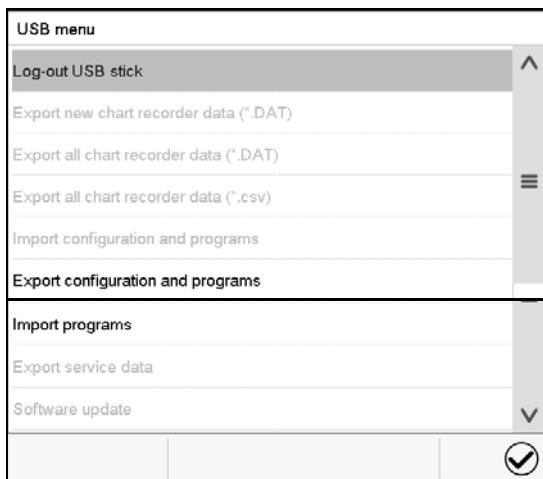 USB menu
Log-out USB stick
Export new chart recorder data (*.DAT)
Export all chart recorder data (*.DAT)
Export all chart recorder data (*.csv)
Import configuration and programs
Export configuration and programs
Import programs
Export service data
Software update